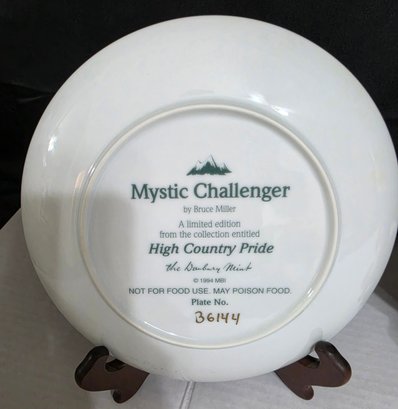 Mystic Challenger
by Bruce Miller
A limited edition
from the collection entitled
High Country Pride
The Danbury Mint
© 1994 MBI
NOT FOR FOOD USE. MAY POISON FOOD.
Plate No.
B6144